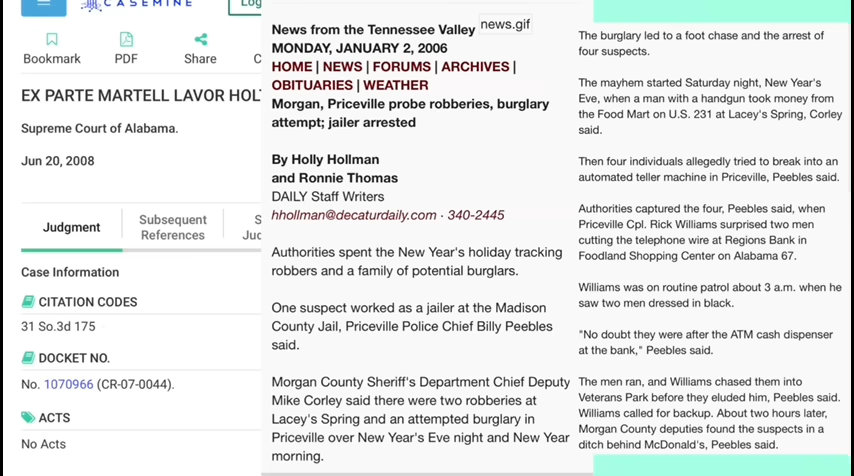 CASEMINE
Log
Bookmark
PDF
Share
EX PARTE MARTELL LAVOR HOL
Supreme Court of Alabama.
Jun 20, 2008
Judgment
Subsequent
References
S
Jud
Case Information
CITATION CODES
31 So.3d 175
DOCKET NO.
No. 1070966 (CR-07-0044).
ACTS
No Acts
News from the Tennessee Valley
news.gif
MONDAY, JANUARY 2, 2006
HOME | NEWS | FORUMS | ARCHIVES |
OBITUARIES | WEATHER
Morgan, Priceville probe robberies, burglary
attempt; jailer arrested
By Holly Hollman
and Ronnie Thomas
DAILY Staff Writers
hhollman@decaturdaily.com · 340-2445
Authorities spent the New Year's holiday tracking
robbers and a family of potential burglars.
One suspect worked as a jailer at the Madison
County Jail, Priceville Police Chief Billy Peebles
said.
Morgan County Sheriff's Department Chief Deputy
Mike Corley said there were two robberies at
Lacey's Spring and an attempted burglary in
Priceville over New Year's Eve night and New Year
morning.
The burglary led to a foot chase and the arrest of
four suspects.
The mayhem started Saturday night, New Year's
Eve, when a man with a handgun took money from
the Food Mart on U.S. 231 at Lacey's Spring, Corley
said.
Then four individuals allegedly tried to break into an
automated teller machine in Priceville, Peebles said.
Authorities captured the four, Peebles said, when
Priceville Cpl. Rick Williams surprised two men
cutting the telephone wire at Regions Bank in
Foodland Shopping Center on Alabama 67.
Williams was on routine patrol about 3 a.m. when he
saw two men dressed in black.
"No doubt they were after the ATM cash dispenser
at the bank," Peebles said.
The men ran, and Williams chased them into
Veterans Park before they eluded him, Peebles said.
Williams called for backup. About two hours later,
Morgan County deputies found the suspects in a
ditch behind McDonald's, Peebles said.